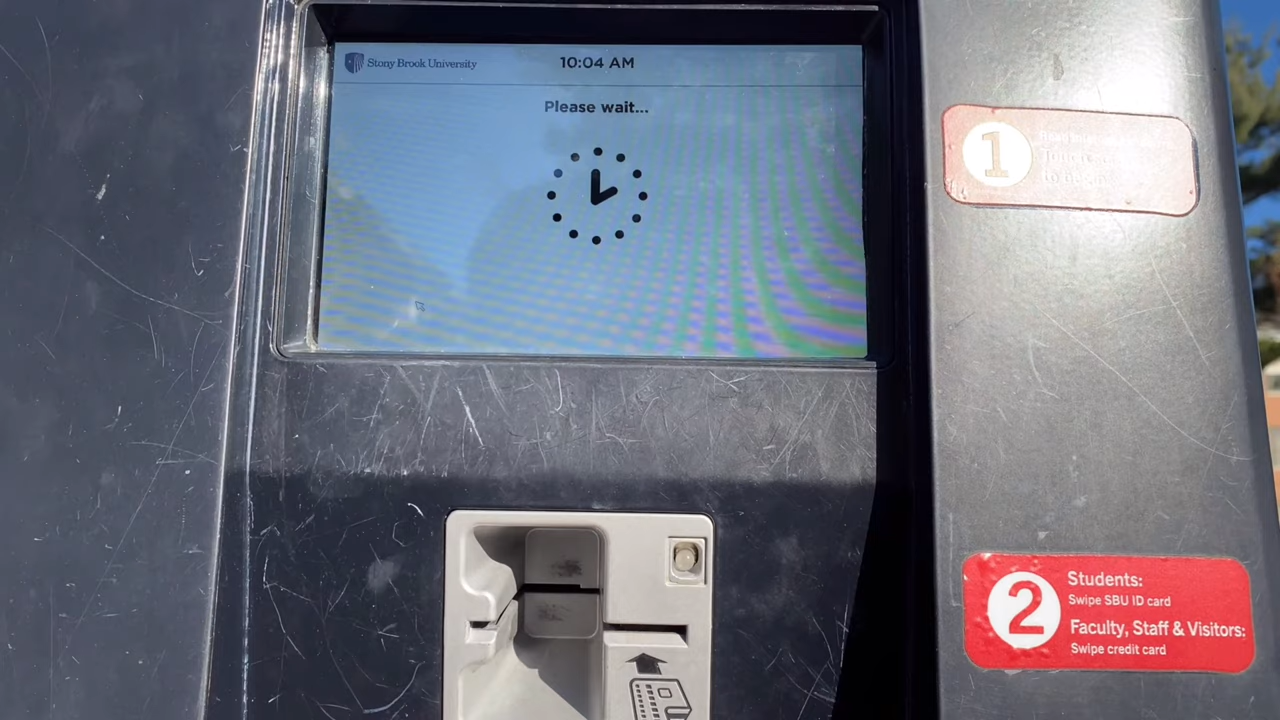 Stony Brook University
10:04 AM
Please wait...
1
2
Students:
Swipe SBU ID card
Faculty, Staff & Visitors:
Swipe credit card